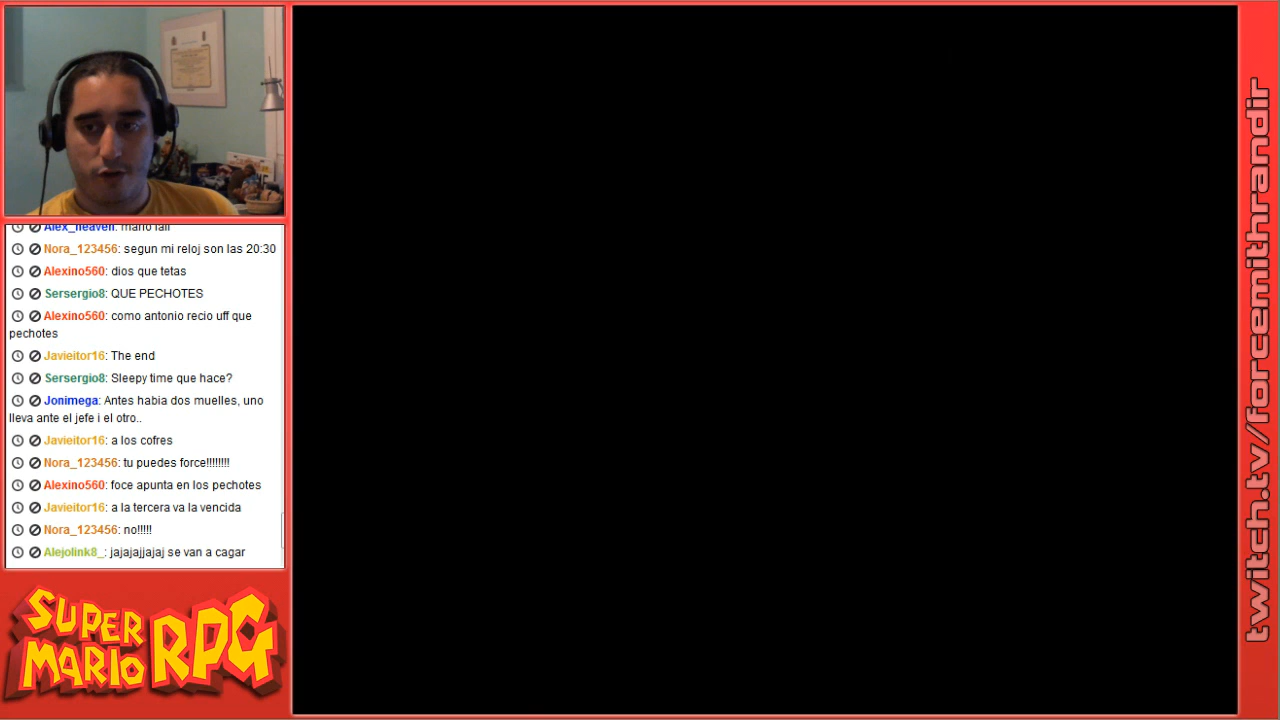 Alex_heaven: mario fail
Nora_123456: segun mi reloj son las 20:30
Alexino560: dios que tetas
Sersergio8: QUE PECHOTES
Alexino560: como antonio recio uff que
pechotes
Javieitor16: The end
Sersergio8: Sleepy time que hace?
Jonimega: Antes habia dos muelles, uno
lleva ante el jefe i el otro..
Javieitor16: a los cofres
Nora_123456: tu puedes force!!!!!!!!
Alexino560: foce apunta en los pechotes
Javieitor16: a la tercera va la vencida
Nora_123456: no!!!!!
Alejolink8_: jajajajjajaj se van a cagar
SUPER
MARIO RPG
twitch.tv/forcemithrandir